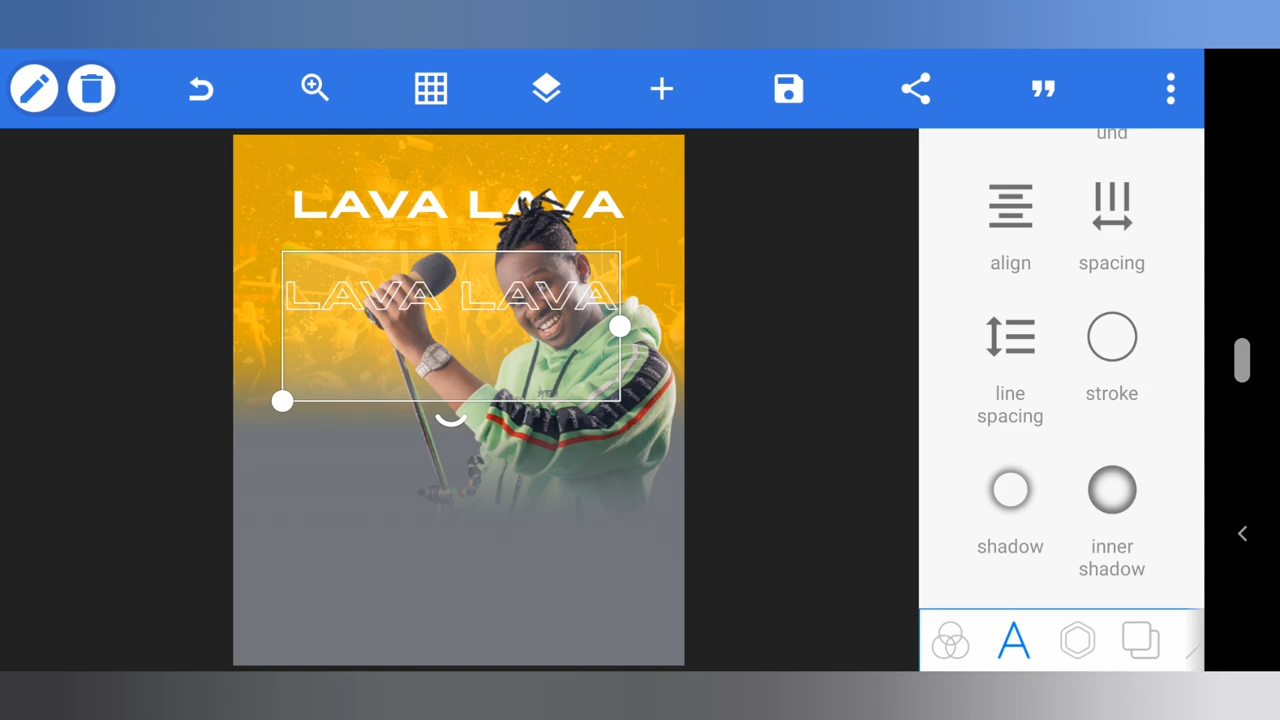 und
LAVA LAVA
align
spacing
LAVA LAVA
line
spacing
stroke
shadow
inner
shadow